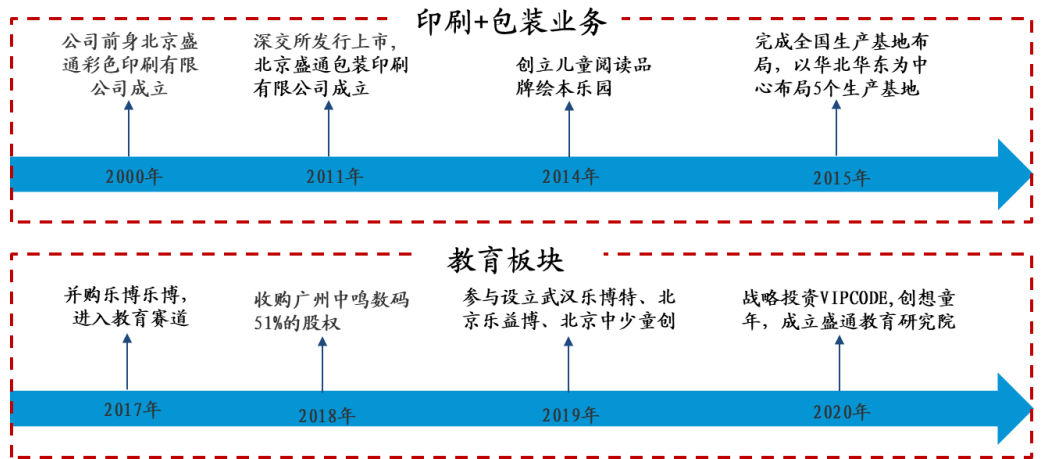 印刷+包装业务
公司前身北京盛
通彩色印刷有限
公司成立
深交所发行上市，
北京盛通包装印刷
有限公司成立
创立儿童阅读品
牌绘本乐园
完成全国生产基地布
局，以华北华东为中
心布局5个生产基地
2000年
2011年
2014年
2015年
教育板块
并购乐博乐博，
进入教育赛道
收购广州中鸣数码
51%的股权
参与设立武汉乐博特、北
京乐益博、北京中少童创
战略投资VIPCODE,创想童
年，成立盛通教育研究院
2017年
2018年
2019年
2020年